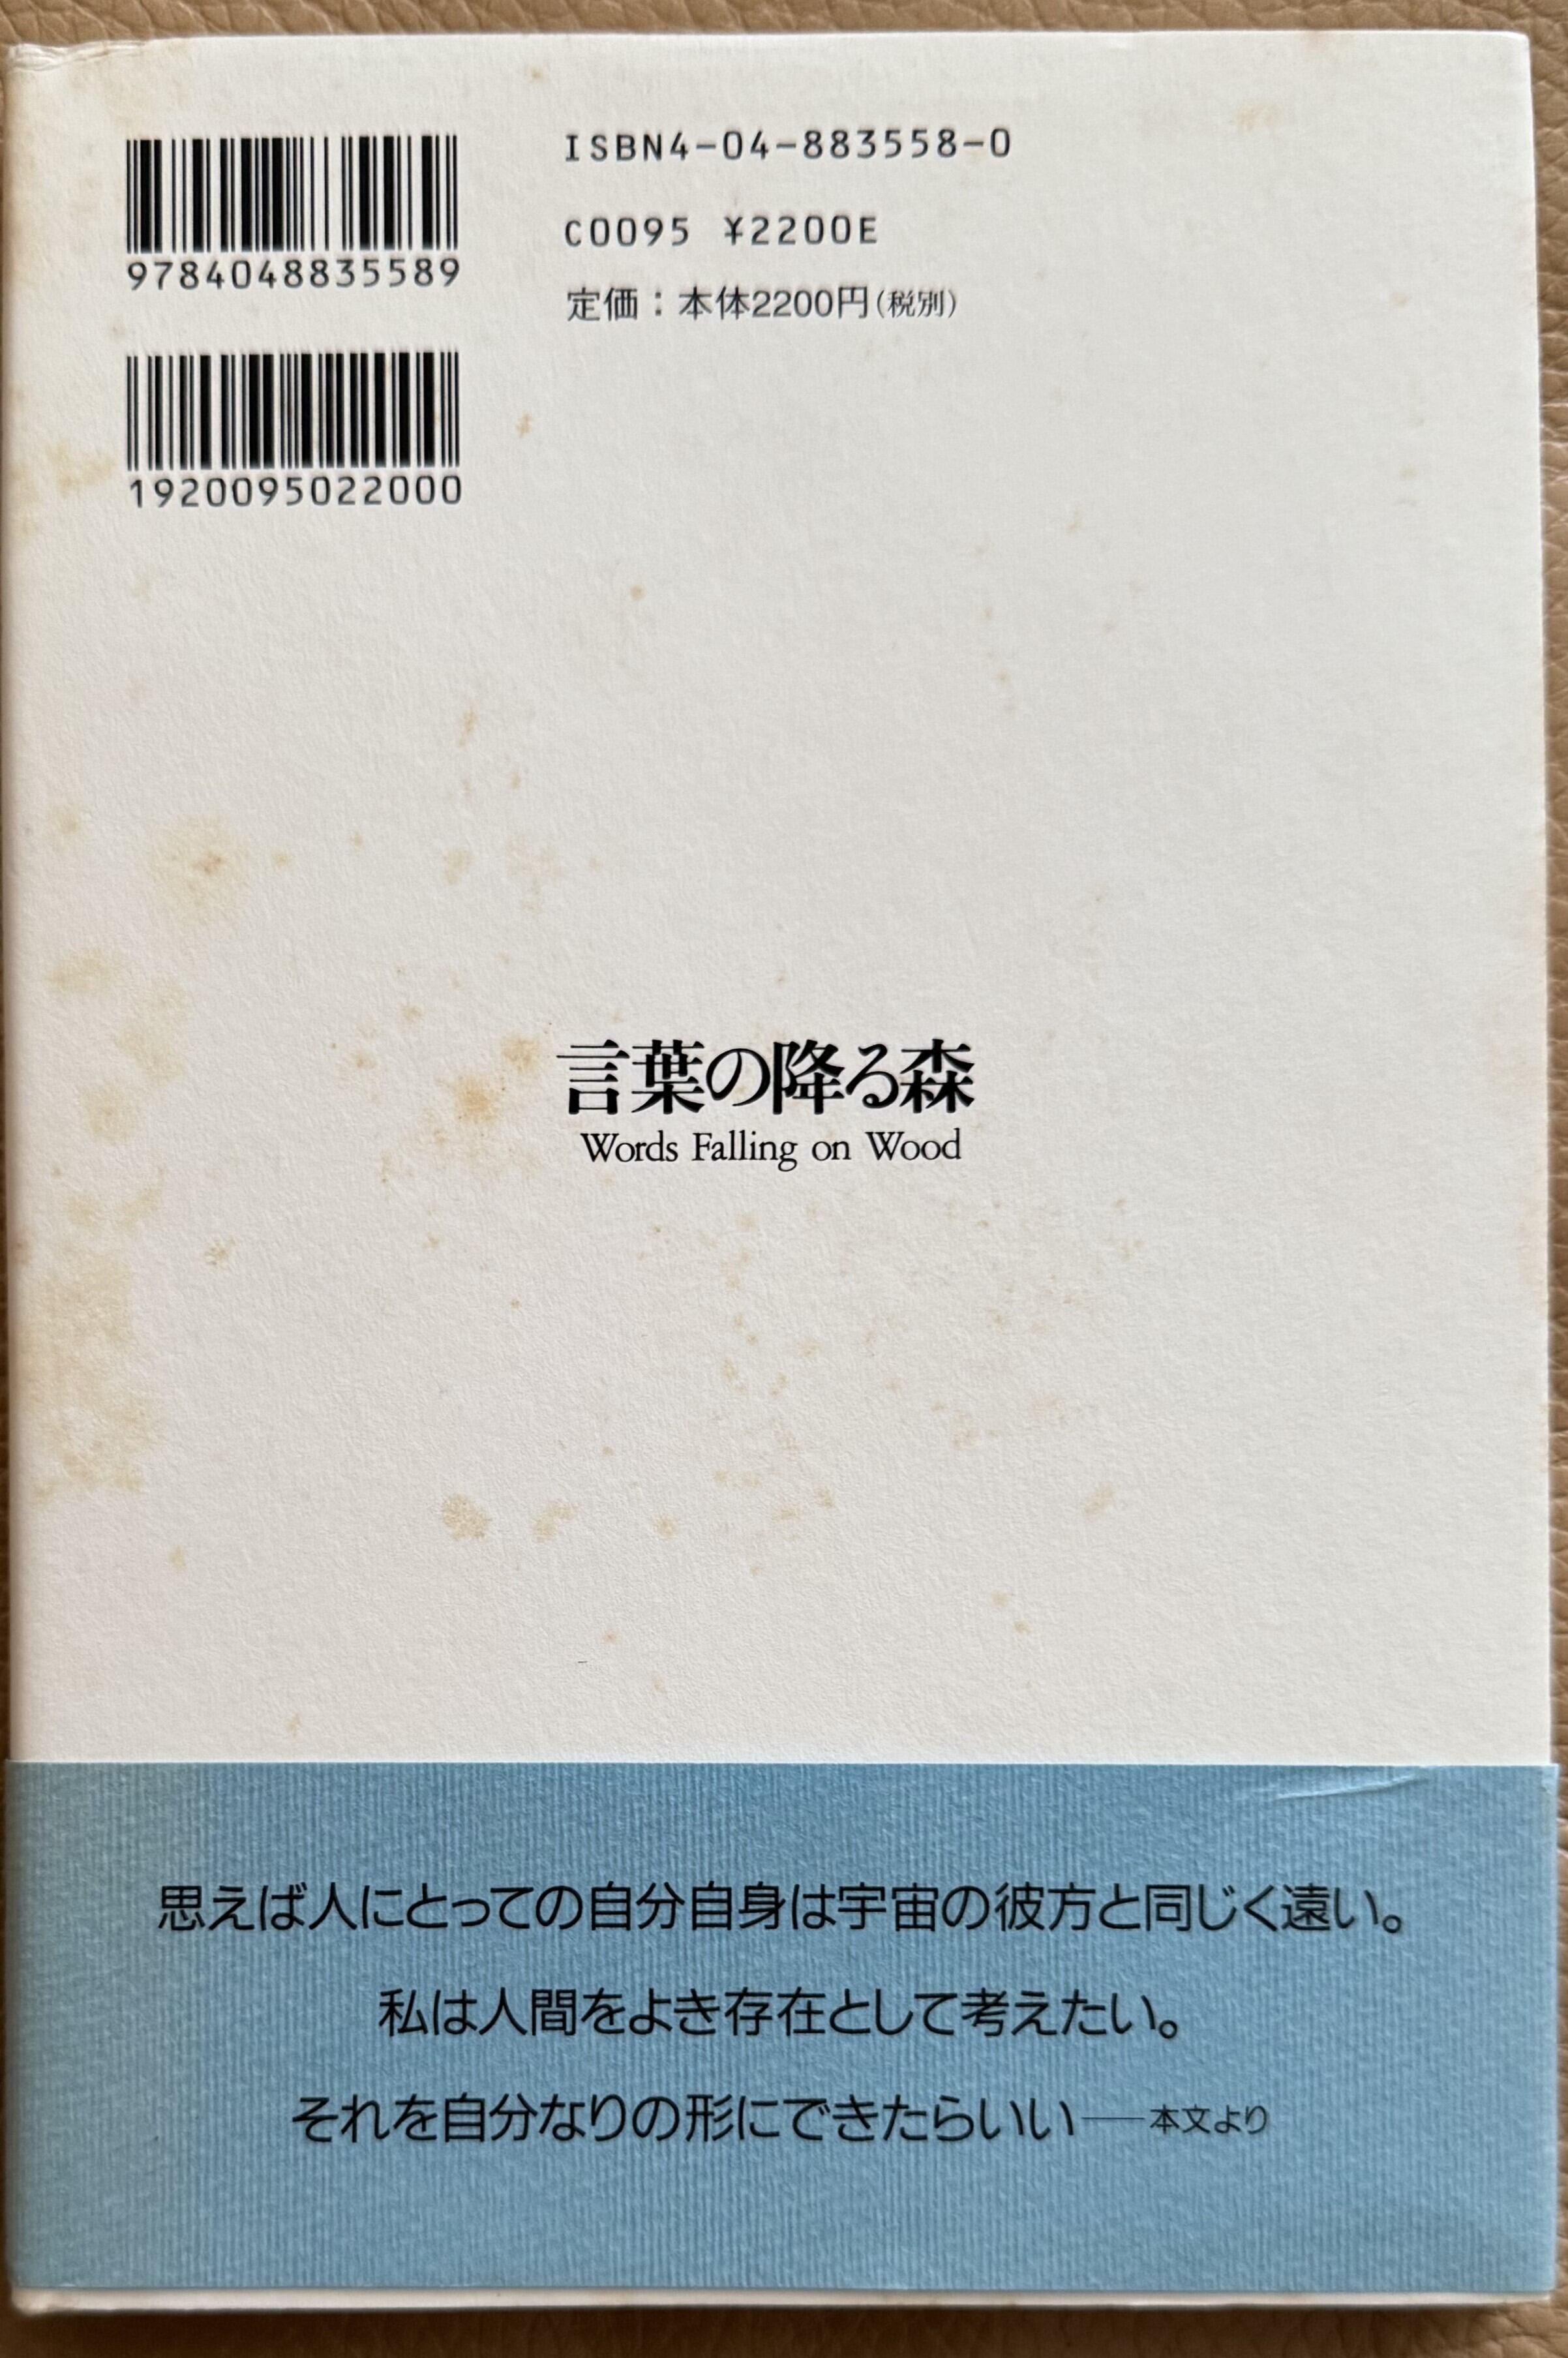 9784048835589
1920095022000
ISBN4-04-883558-0
C0095 ¥2200E
定価：本体2200円（税別）
言葉の降る森
Words Falling on Wood
思えば人にとっての自分自身は宇宙の彼方と同じく遠い。
私は人間をよき存在として考えたい。
それを自分なりの形にできたらいい——本文より